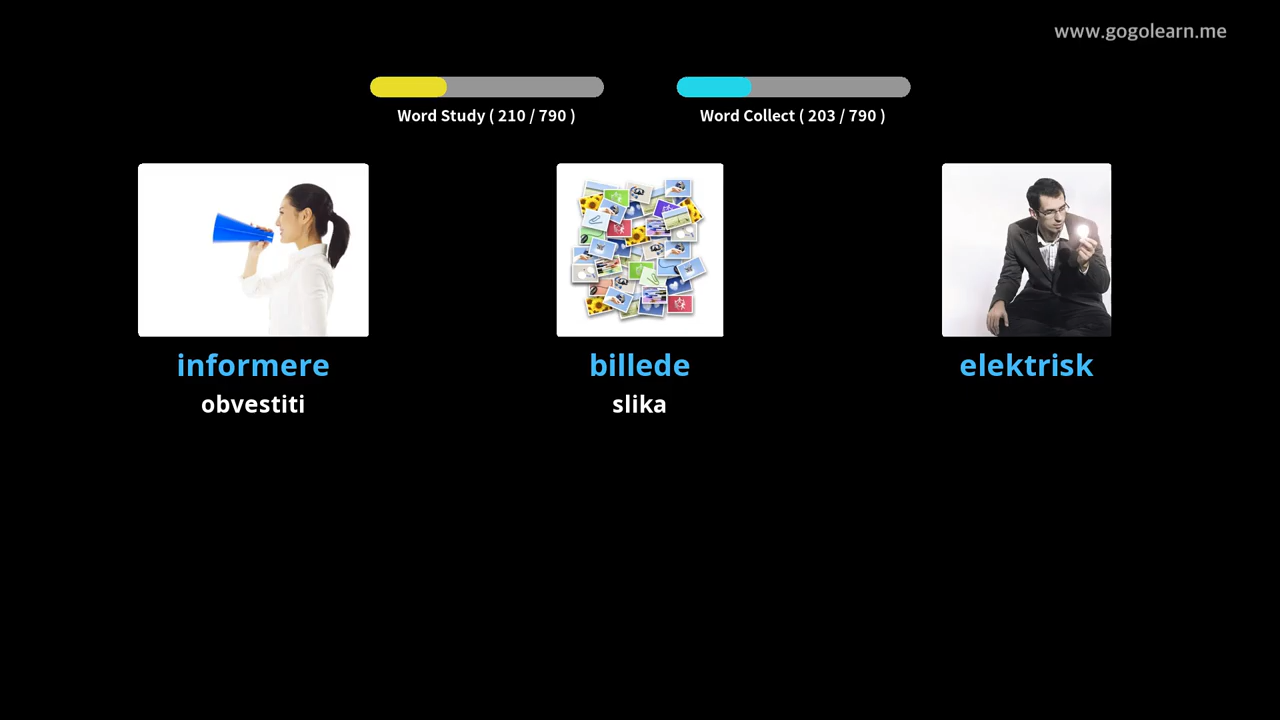 www.gogolearn.me
Word Study ( 210 / 790 )
Word Collect ( 203 / 790 )
informere
billede
elektrisk
obvestiti
slika